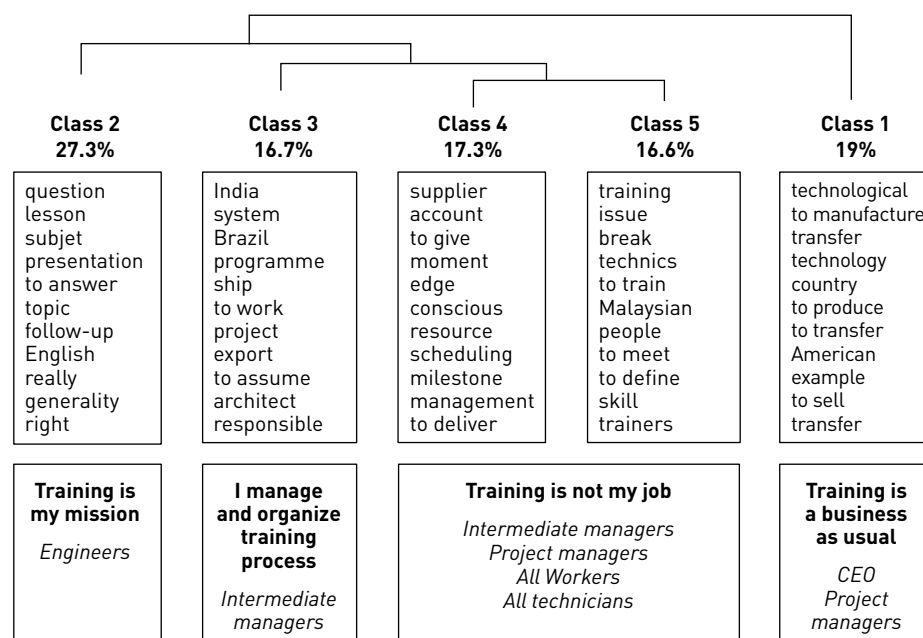 Class 2
27.3%
Class 3
16.7%
Class 4
17.3%
Class 5
16.6%
Class 1
19%
question
lesson
subjet
presentation
to answer
topic
follow-up
English
really
generality
right
India
system
Brazil
programme
ship
to work
project
export
to assume
architect
responsible
supplier
account
to give
moment
edge
conscious
resource
scheduling
milestone
management
to deliver
training
issue
break
technics
to train
Malaysian
people
to meet
to define
skill
trainers
technological
to manufacture
transfer
technology
country
to produce
to transfer
American
example
to sell
transfer
Training is
my mission
Engineers
I manage
and organize
training
process
Intermediate
managers
Training is not my job
Intermediate managers
Project managers
All Workers
All technicians
Training is
a business
as usual
CEO
Project
managers